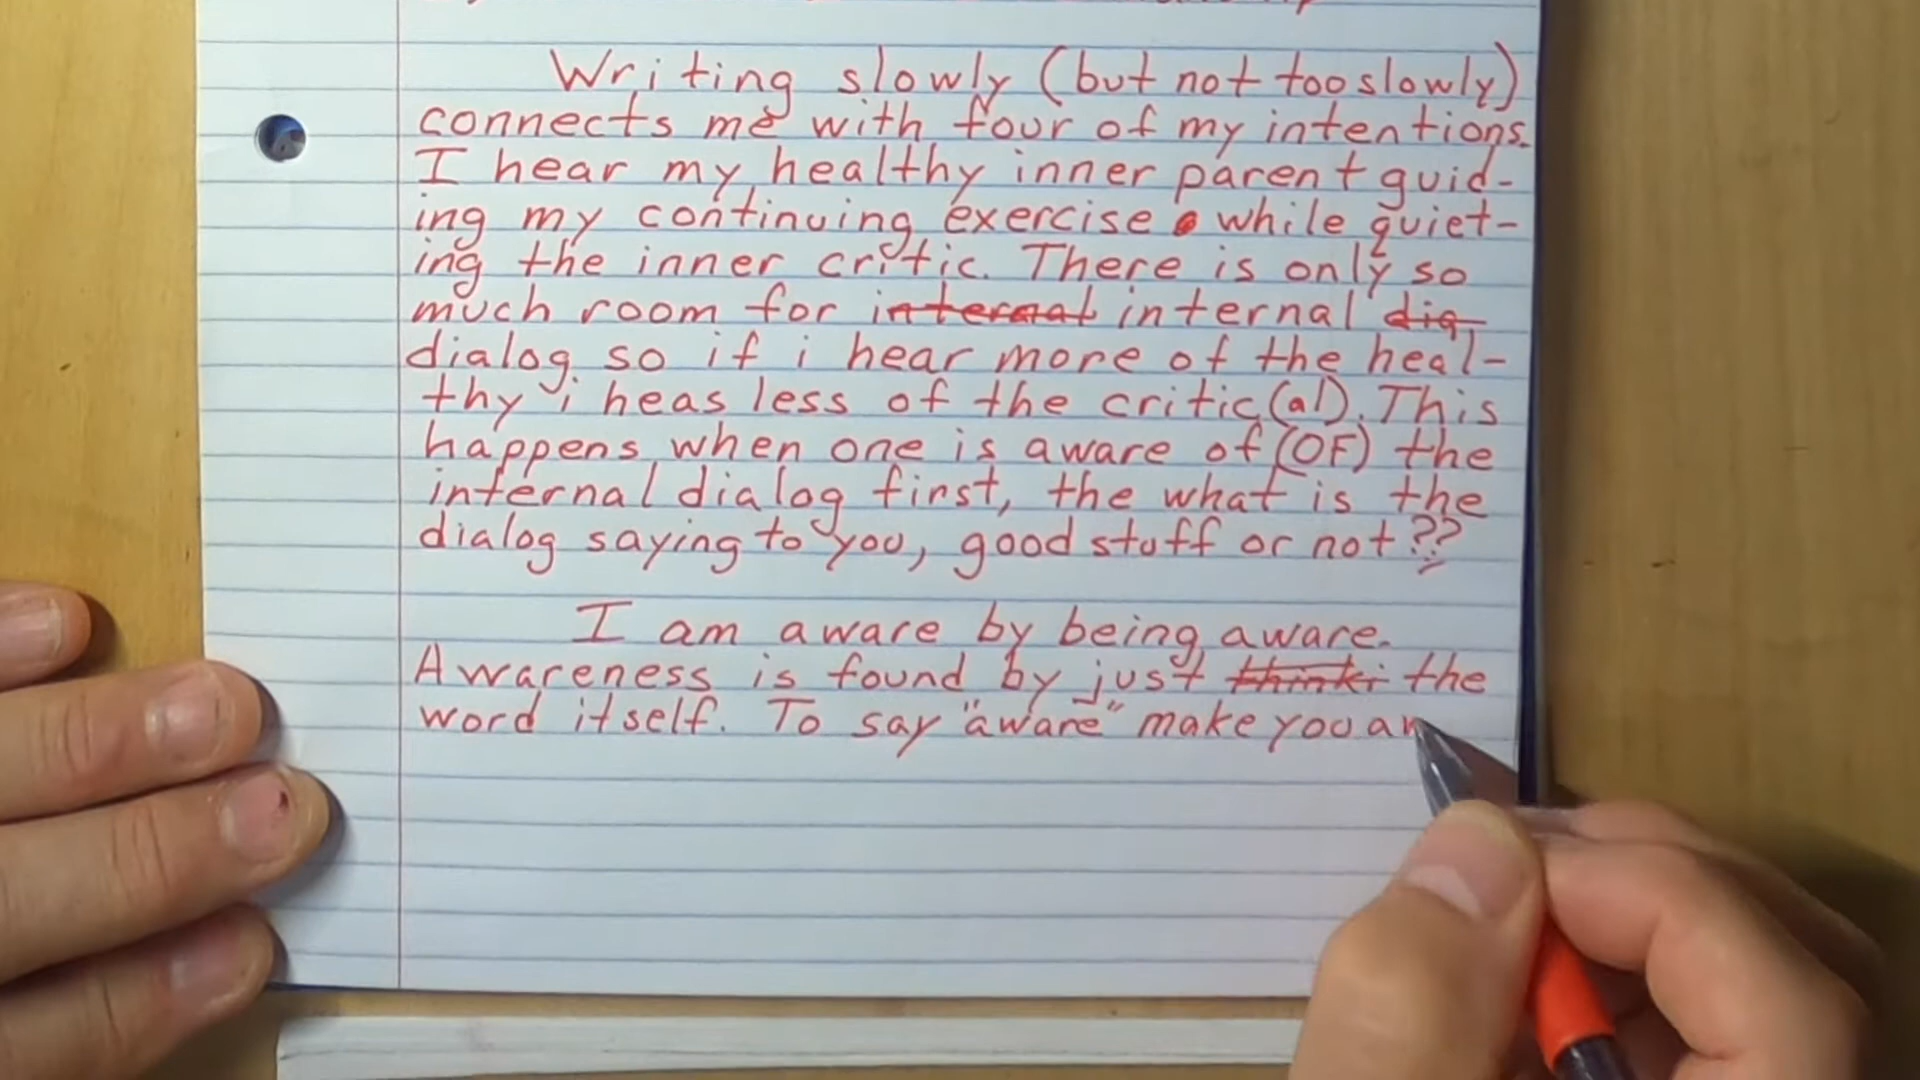 Writing slowly (but not too slowly)
connects me with four of my intentions.
I hear my healthy inner parent guid-
ing my continuing exercise while quiet-
ing the inner critic. There is only so
much room for internal internal dia
dialog so if i hear more of the heal-
thy i heas less of the critic(al). This
happens when one is aware of (OF) the
internal dialog first, the what is the
dialog saying to you, good stuff or not??
I am aware by being aware.
Awareness is found by just thinki the
word itself. To say "aware" make you aw